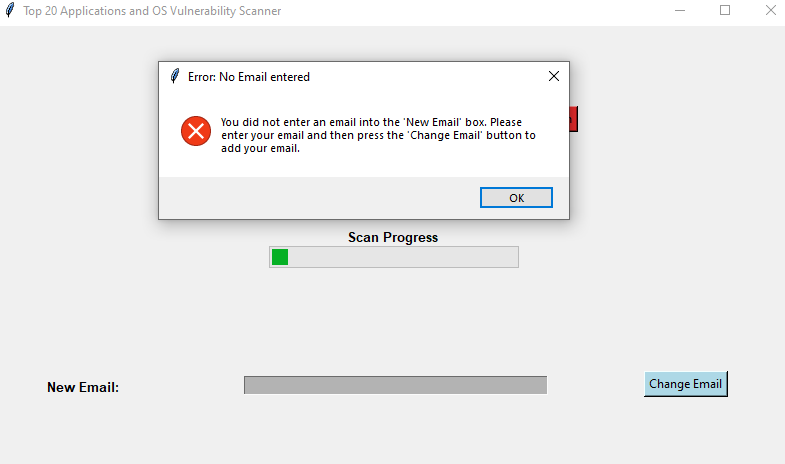 Top 20 Applications and OS Vulnerability Scanner
Error: No Email entered
You did not enter an email into the 'New Email' box. Please
enter your email and then press the 'Change Email' button to
add your email.
OK
Scan Progress
New Email:
Change Email